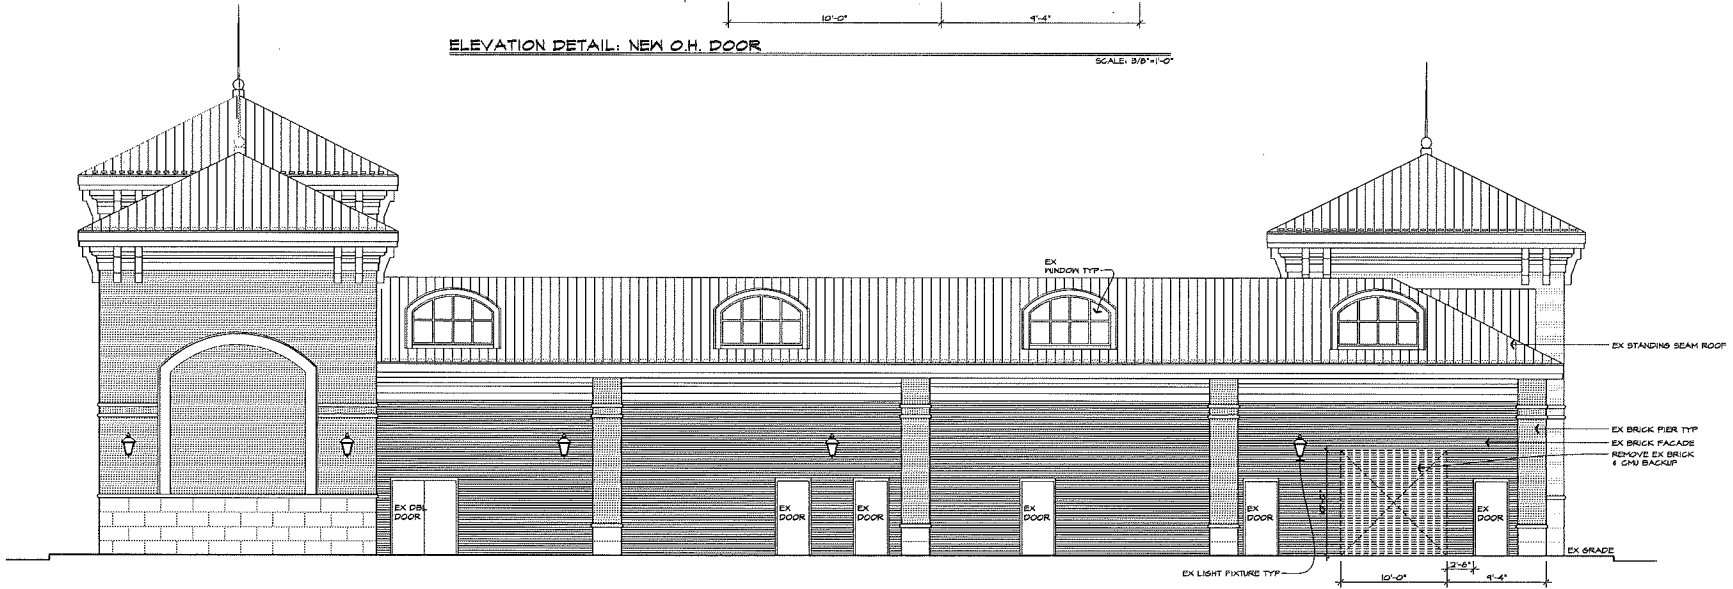 10'-0" 9'-4"
ELEVATION DETAIL: NEW O.H. DOOR
SCALE: 3/8"=1'-0"
EX
WINDOW TYP
EX STANDING SEAM ROOF
EX BRICK PIER TYP
EX BRICK FACADE
REMOVE EX BRICK
& CMU BACKUP
EX DBL
DOOR
EX
DOOR
EX
DOOR
EX
DOOR
EX
DOOR
EX
DOOR
EX GRADE
EX LIGHT FIXTURE TYP
10'-0" 9'-4"